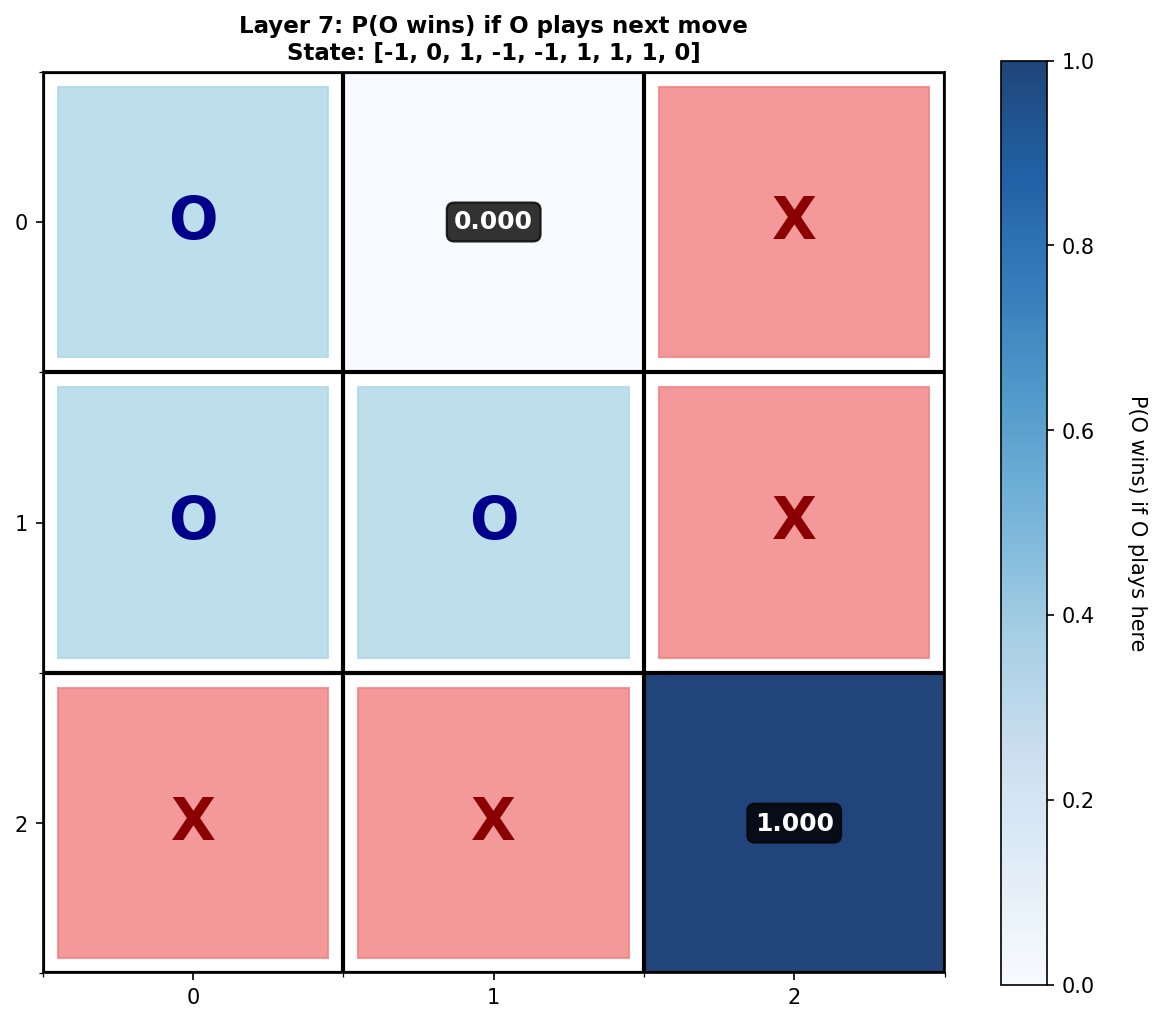 Layer 7: P(O wins) if O plays next move
State: [-1, 0, 1, -1, -1, 1, 1, 1, 0]
0
O
0.000
X
1
O
O
X
2
X
X
1.000
0
1
2
1.0
0.8
0.6
0.4
0.2
0.0
P(O wins) if O plays here